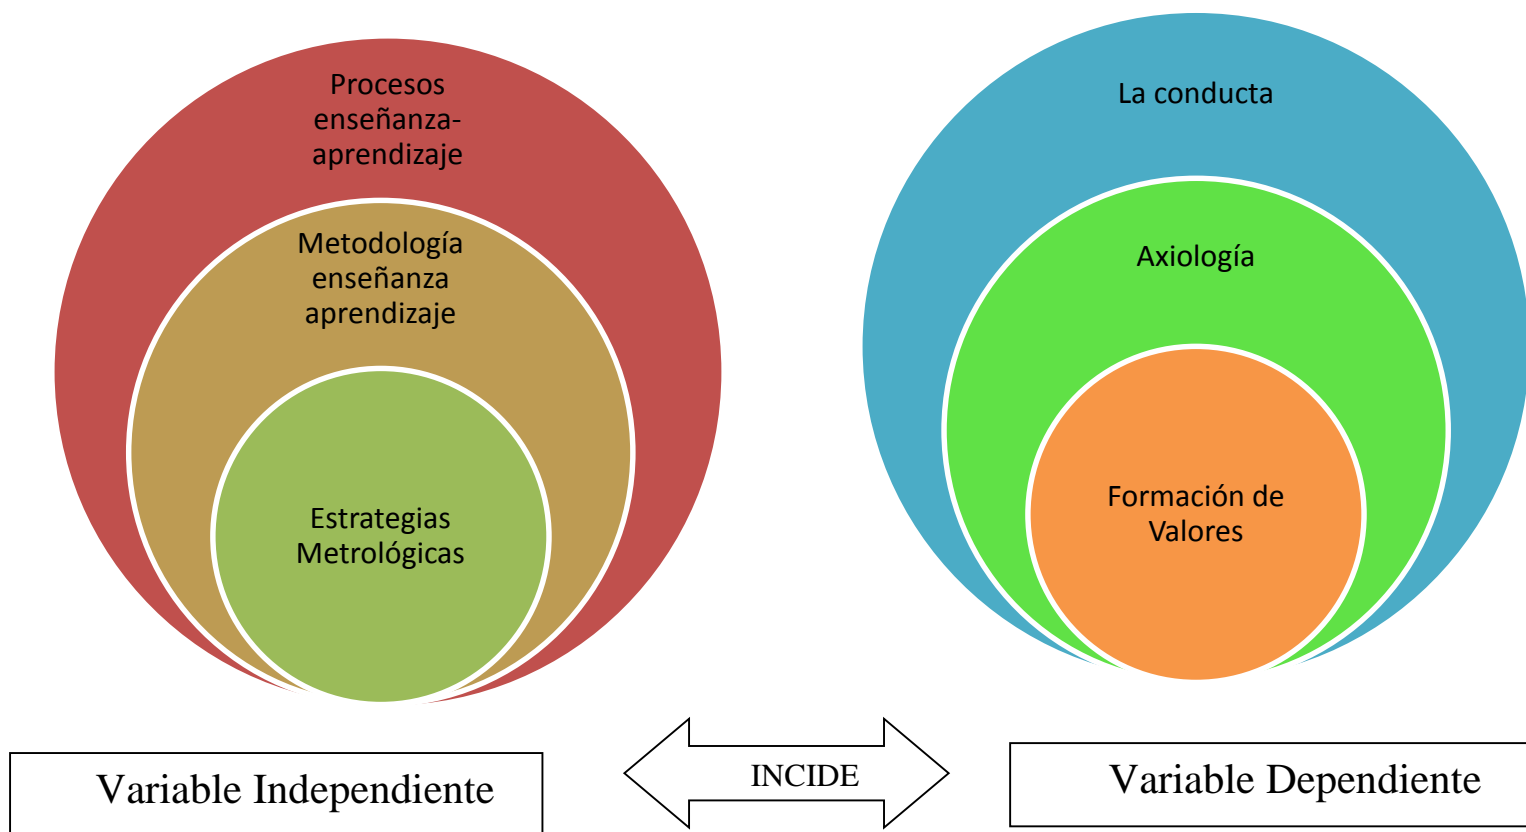 Procesos
enseñanza-
aprendizaje
Metodología
enseñanza
aprendizaje
Estrategias
Metrológicas
La conducta
Axiología
Formación de
Valores
Variable Independiente
INCIDE
Variable Dependiente